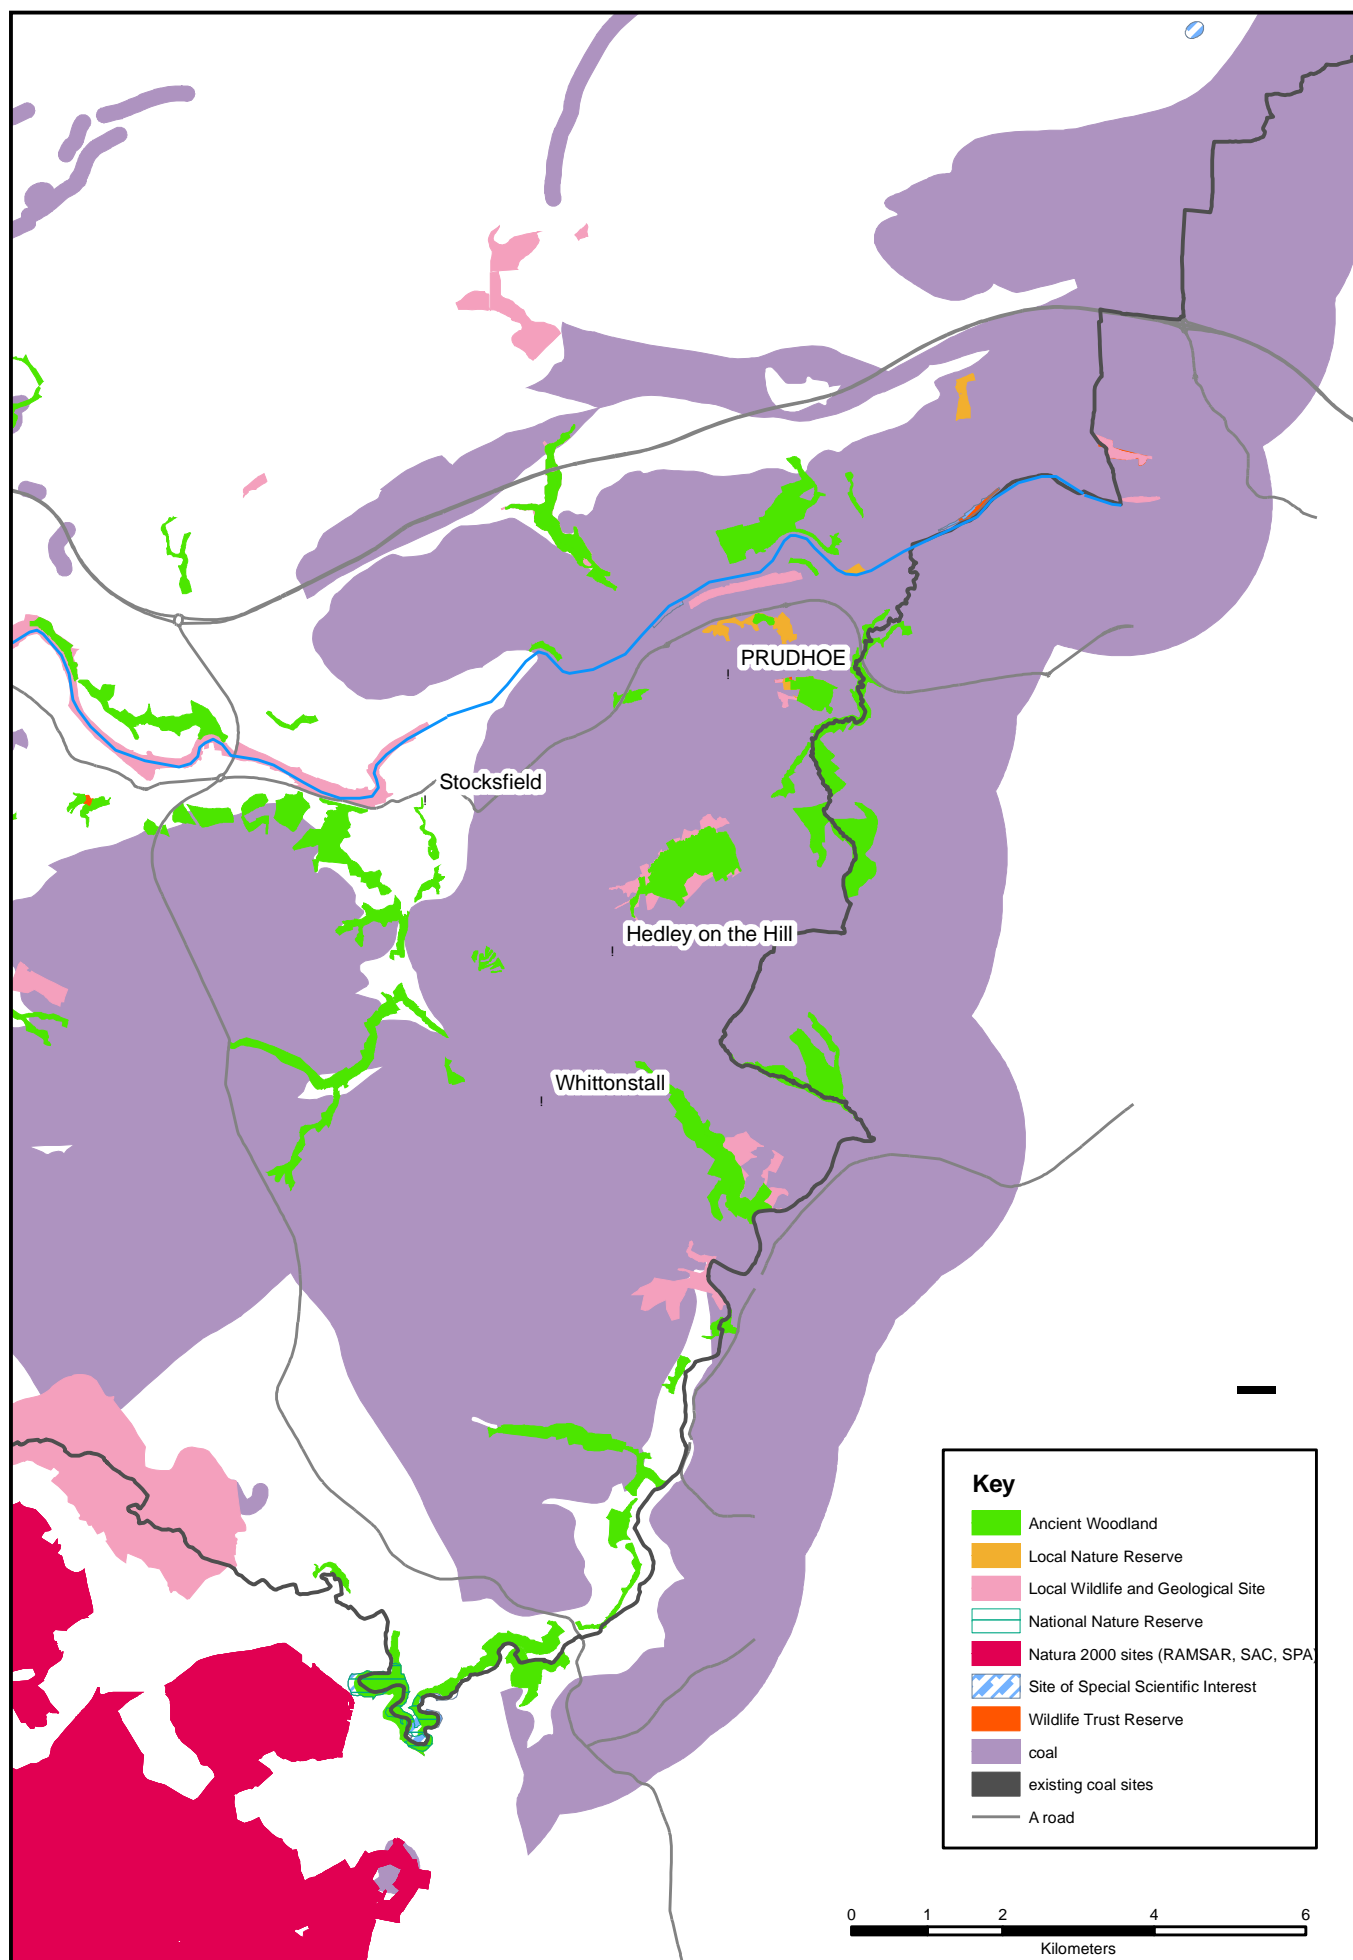 PRUDHOE
Stocksfield
Hedley on the Hill
Whittonstall
Key
Ancient Woodland
Local Nature Reserve
Local Wildlife and Geological Site
National Nature Reserve
Natura 2000 sites (RAMSAR, SAC, SPA)
Site of Special Scientific Interest
Wildlife Trust Reserve
coal
existing coal sites
A road
0 1 2 4 6
Kilometers